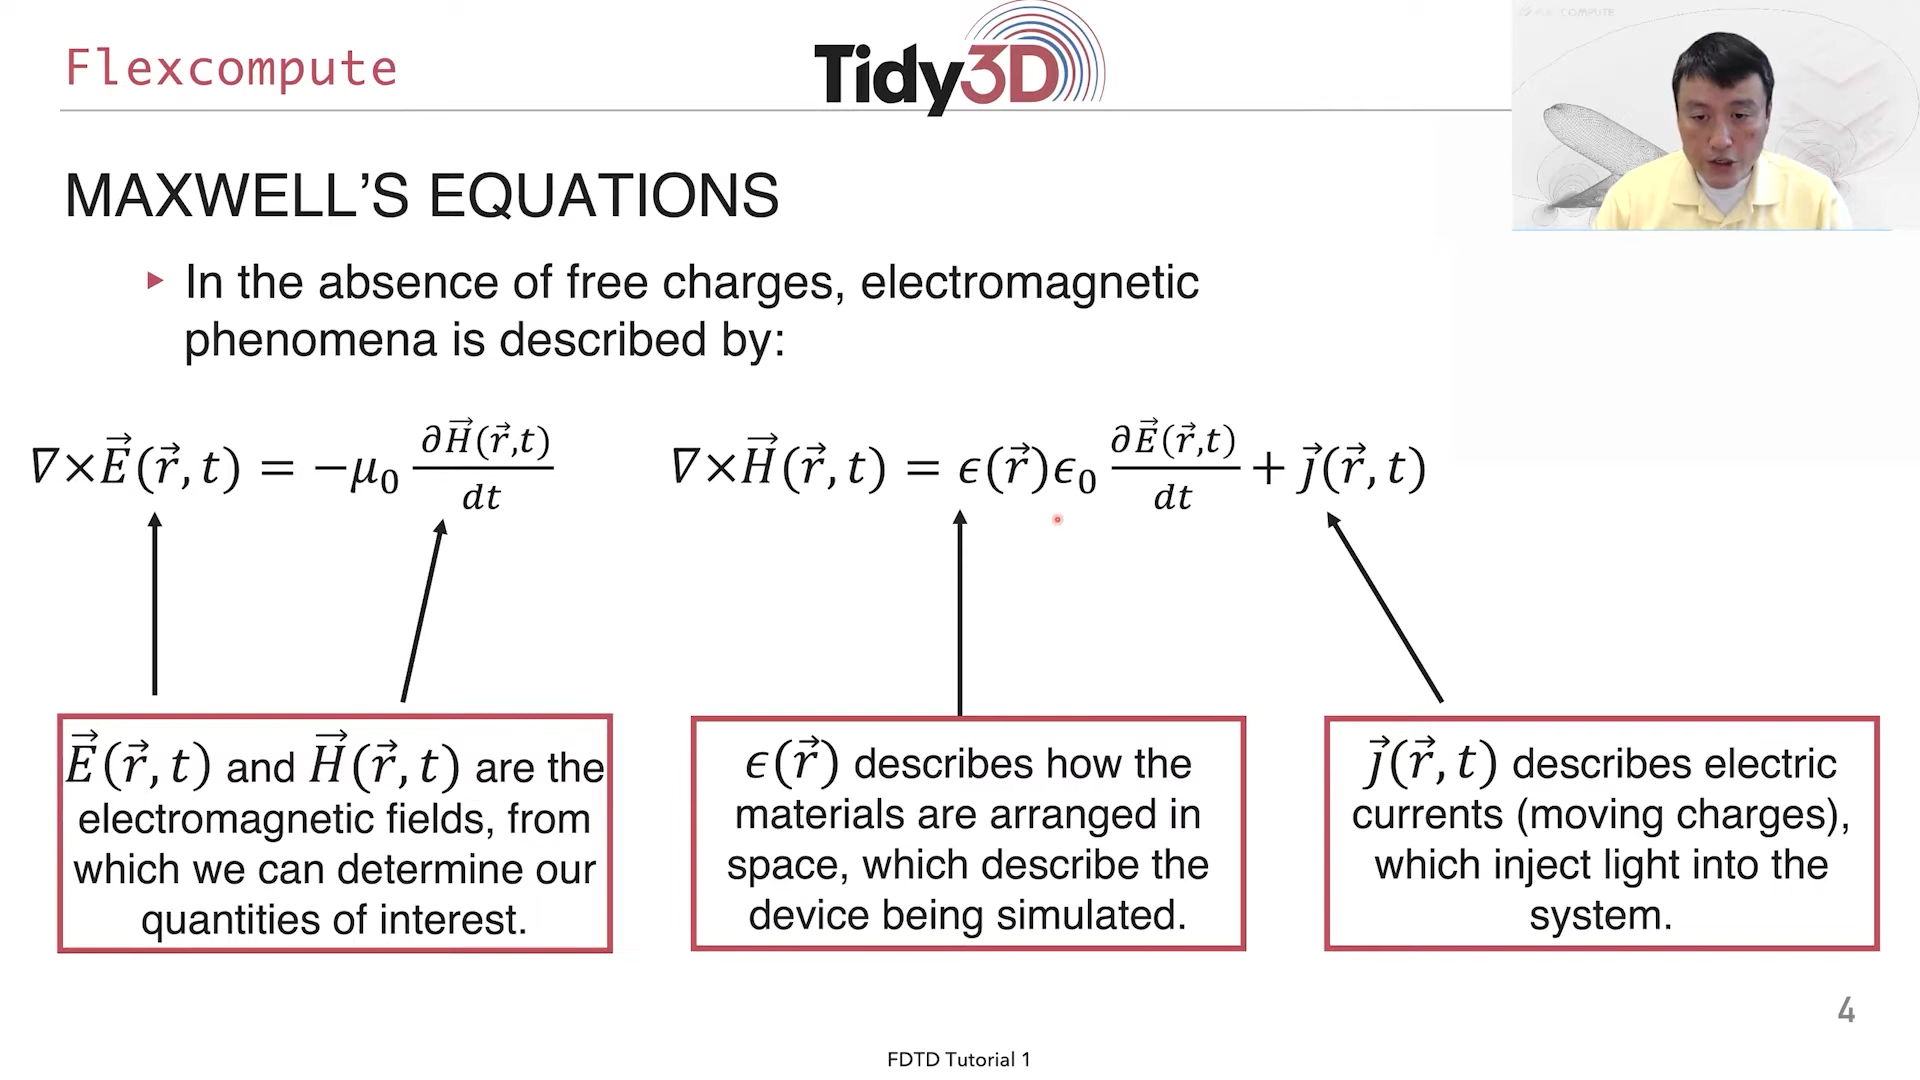 Flexcompute
Tidy3D
FLEXCOMPUTE
MAXWELL'S EQUATIONS
▸ In the absence of free charges, electromagnetic
phenomena is described by:
∇×E⃗(r⃗, t) = −μ₀ ∂H⃗(r⃗,t)/dt
∇×H⃗(r⃗, t) = ϵ(r⃗)ϵ₀ ∂E⃗(r⃗,t)/dt + j⃗(r⃗, t)
E⃗(r⃗, t) and H⃗(r⃗, t) are the
electromagnetic fields, from
which we can determine our
quantities of interest.
ϵ(r⃗) describes how the
materials are arranged in
space, which describe the
device being simulated.
j⃗(r⃗, t) describes electric
currents (moving charges),
which inject light into the
system.
4
FDTD Tutorial 1